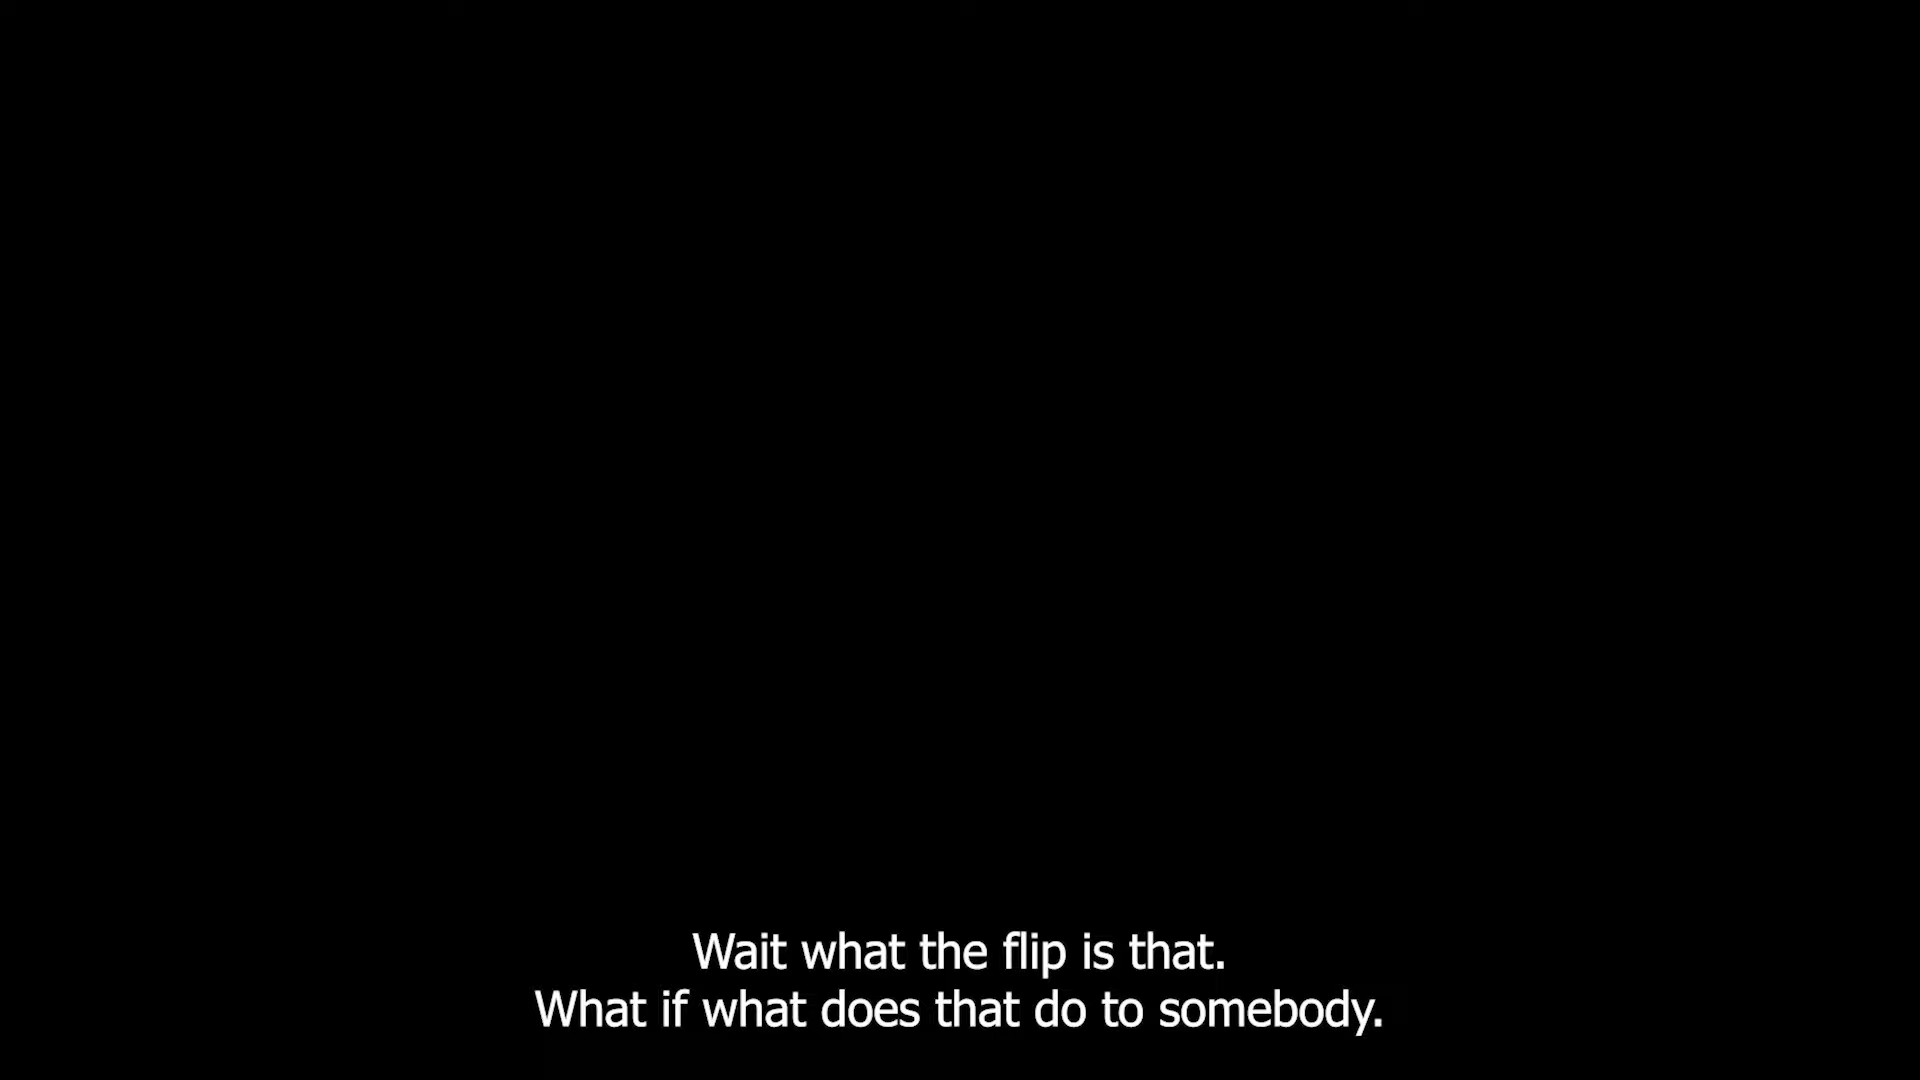 Wait what the flip is that.
What if what does that do to somebody.